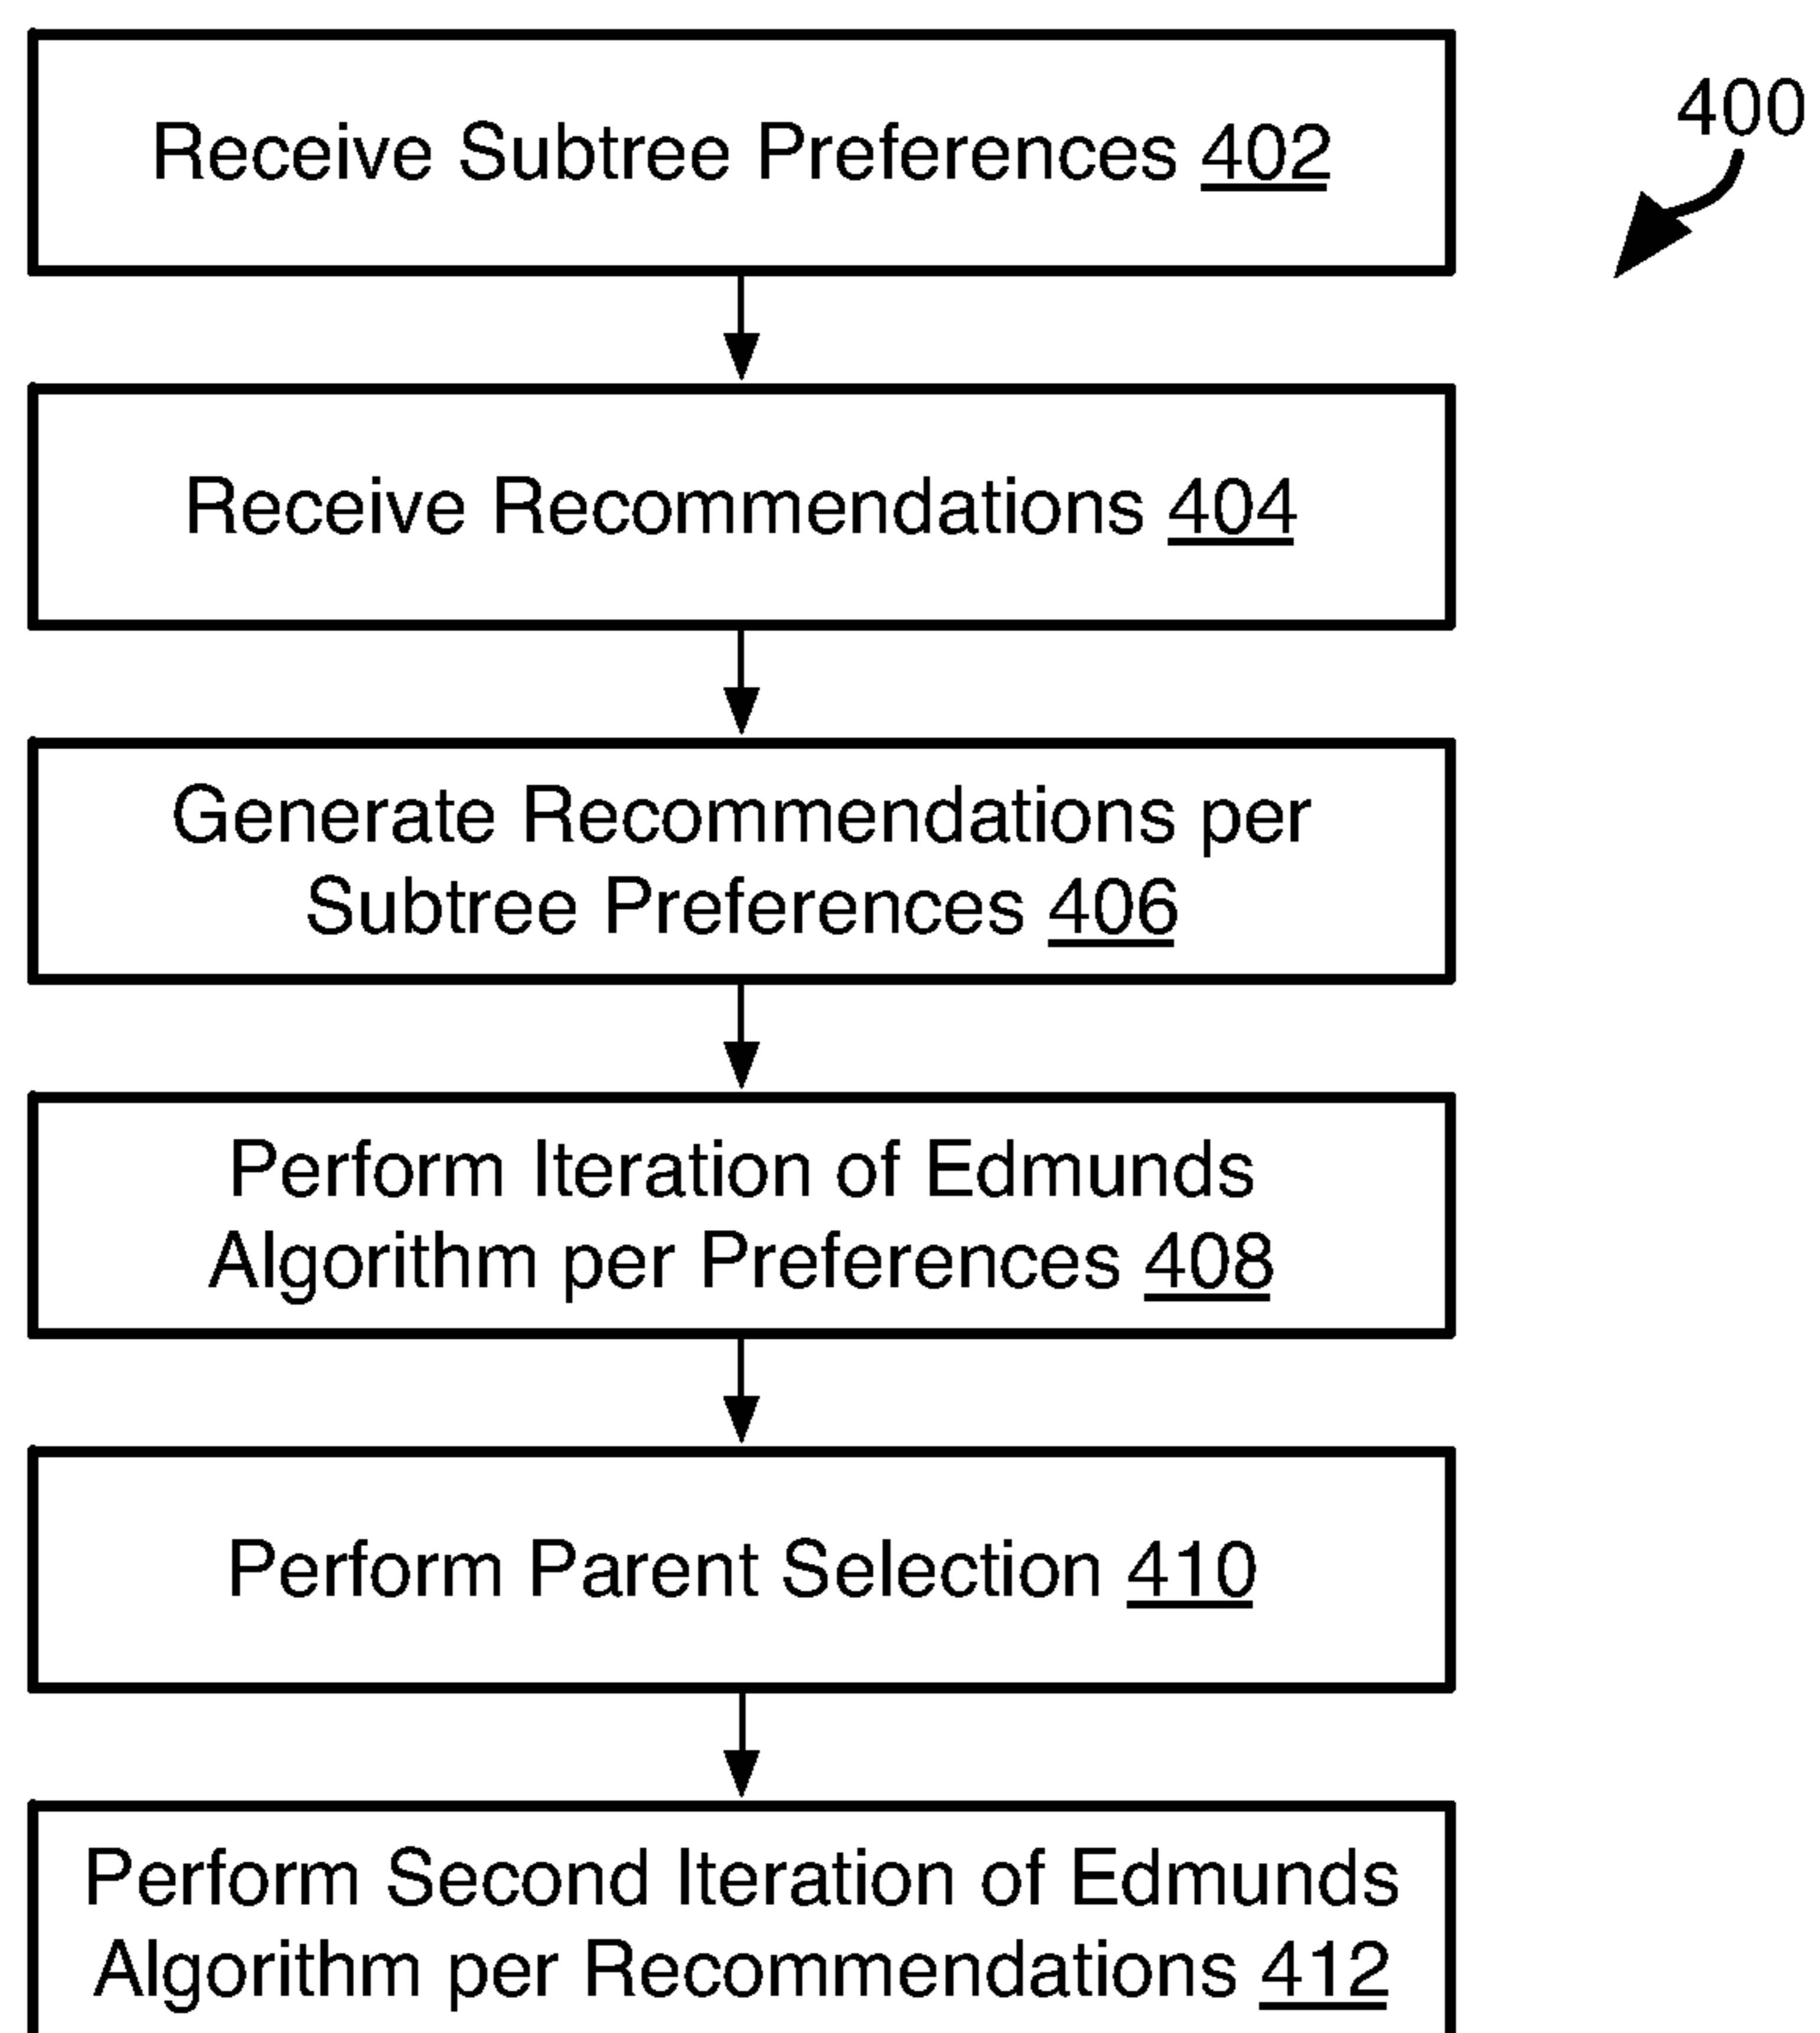 Receive Subtree Preferences 402
400
Receive Recommendations 404
Generate Recommendations per
Subtree Preferences 406
Perform Iteration of Edmunds
Algorithm per Preferences 408
Perform Parent Selection 410
Perform Second Iteration of Edmunds
Algorithm per Recommendations 412